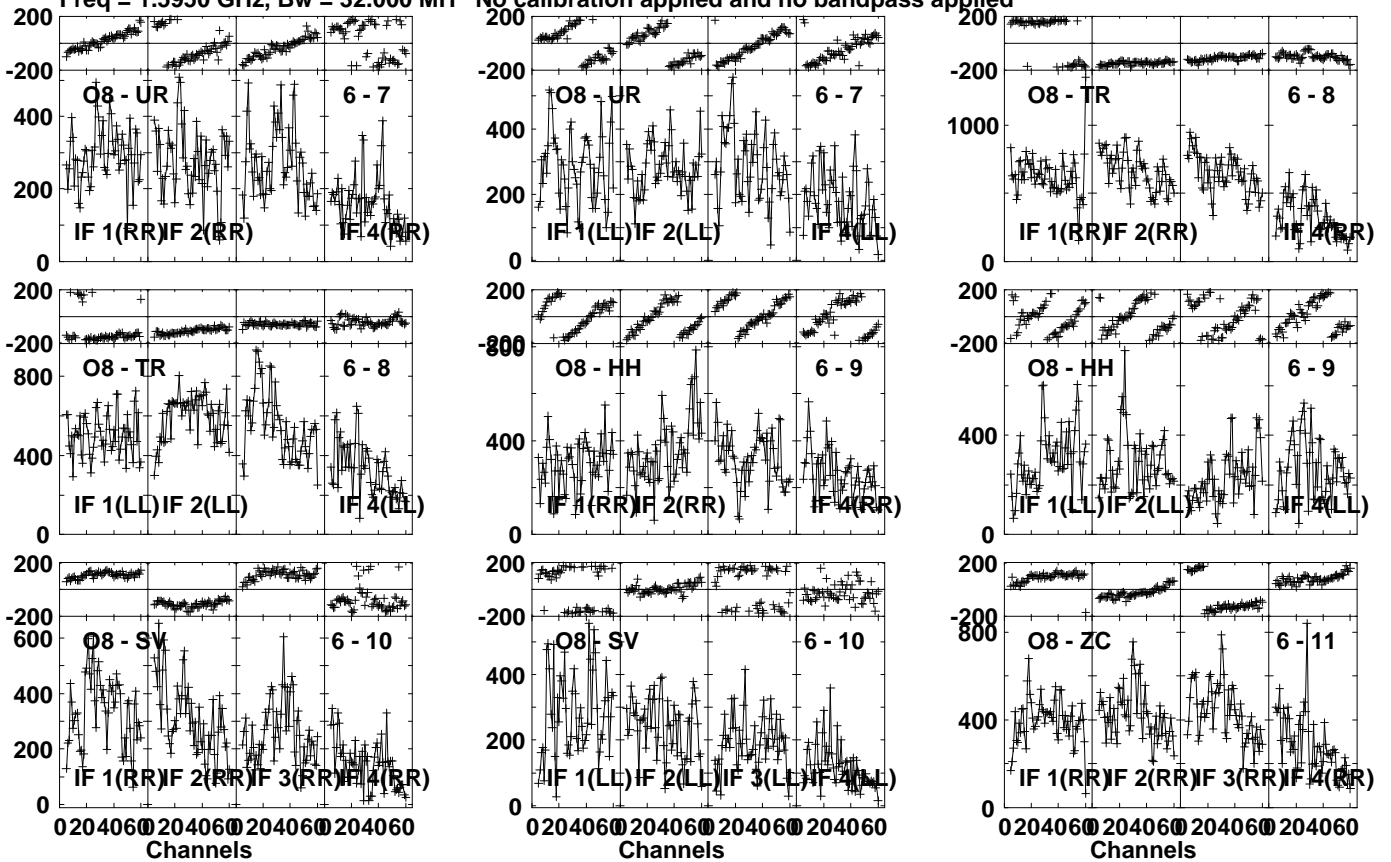 Freq = 1.5950 GHz, Bw = 32.000 MH No calibration applied and no bandpass applied
200
-200
O8 - UR 6 - 7
400
200
0
IF 1(RR) IF 2(RR) IF 4(RR)
200
-200
O8 - UR 6 - 7
400
200
0
IF 1(LL) IF 2(LL) IF 4(LL)
200
-200
O8 - TR 6 - 8
1000
500
0
IF 1(RR) IF 2(RR) IF 4(RR)
200
-200
O8 - TR 6 - 8
800
400
0
IF 1(LL) IF 2(LL) IF 4(LL)
200
-200
800
O8 - HH 6 - 9
400
0
IF 1(RR) IF 2(RR) IF 4(RR)
200
-200
O8 - HH 6 - 9
400
0
IF 1(LL) IF 2(LL) IF 4(LL)
200
-200
600
O8 - SV 6 - 10
400
200
0
IF 1(RR) IF 2(RR) IF 3(RR) IF 4(RR)
0 20 40 60 0 20 40 60 0 20 40 60 0 20 40 60
Channels
200
-200
O8 - SV 6 - 10
600
400
200
0
IF 1(LL) IF 2(LL) IF 3(LL) IF 4(LL)
0 20 40 60 0 20 40 60 0 20 40 60 0 20 40 60
Channels
200
-200
800
O8 - ZC 6 - 11
400
0
IF 1(RR) IF 2(RR) IF 3(RR) IF 4(RR)
0 20 40 60 0 20 40 60 0 20 40 60 0 20 40 60
Channels